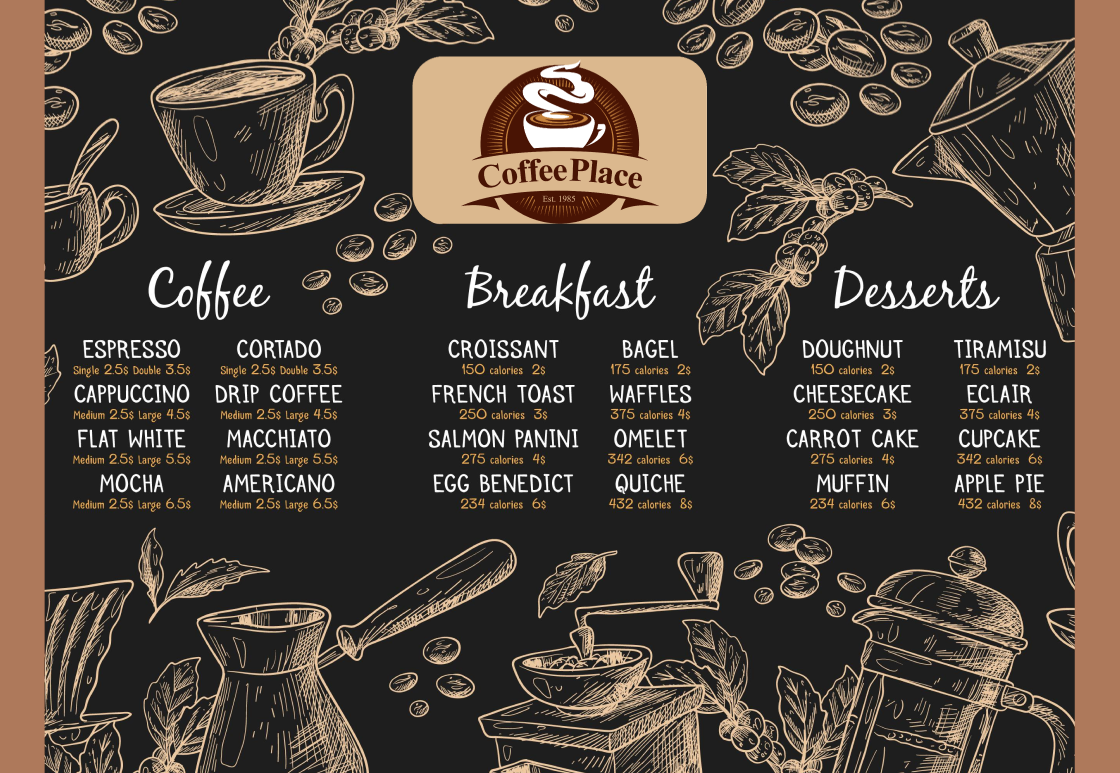 Coffee Place
Est. 1985
Coffee
ESPRESSO
Single 2.5$ Double 3.5$
CAPPUCCINO
Medium 2.5$ Large 4.5$
FLAT WHITE
Medium 2.5$ Large 5.5$
MOCHA
Medium 2.5$ Large 6.5$
CORTADO
Single 2.5$ Double 3.5$
DRIP COFFEE
Medium 2.5$ Large 4.5$
MACCHIATO
Medium 2.5$ Large 5.5$
AMERICANO
Medium 2.5$ Large 6.5$
Breakfast
CROISSANT
150 calories 2$
FRENCH TOAST
250 calories 3$
SALMON PANINI
275 calories 4$
EGG BENEDICT
234 calories 6$
BAGEL
175 calories 2$
WAFFLES
375 calories 4$
OMELET
342 calories 6$
QUICHE
432 calories 8$
Desserts
DOUGHNUT
150 calories 2$
CHEESECAKE
250 calories 3$
CARROT CAKE
275 calories 4$
MUFFIN
234 calories 6$
TIRAMISU
175 calories 2$
ECLAIR
375 calories 4$
CUPCAKE
342 calories 6$
APPLE PIE
432 calories 8$